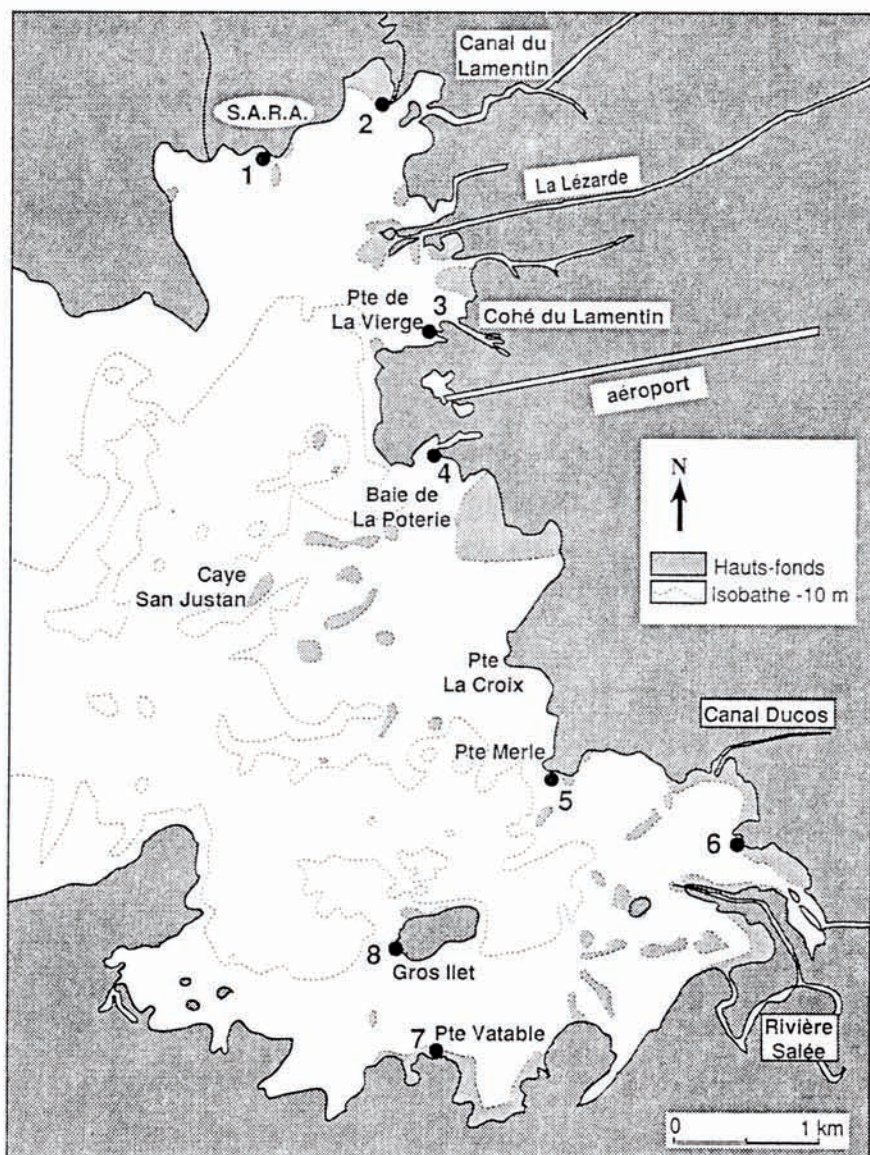 Canal du
Lamentin
S.A.R.A.
2
1
La Lézarde
Pte de
La Vierge
3
Cohé du Lamentin
aéroport
4
Baie de
La Poterie
N
Hauts-fonds
Isobathe -10 m
Caye
San Justan
Pte
La Croix
Canal Ducos
Pte Merle
5
6
8
Gros Ilet
7
Pte Vatable
Rivière
Salée
0
1 km